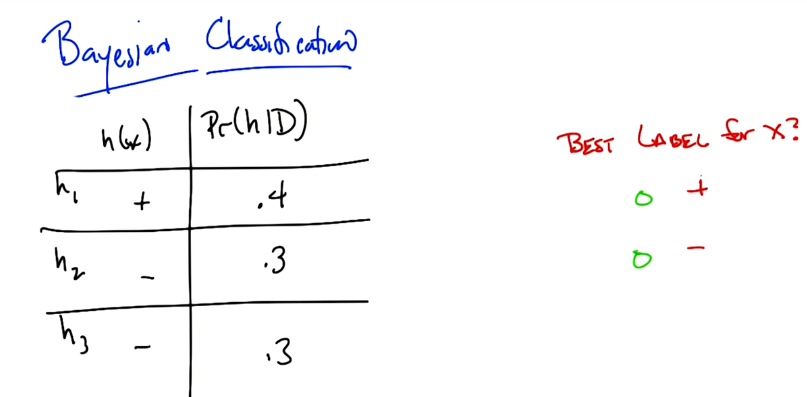 Bayesian Classification
h(x) Pr(h|D)
h1 + .4
h2 - .3
h3 - .3
BEST LABEL for x?
O +
O -